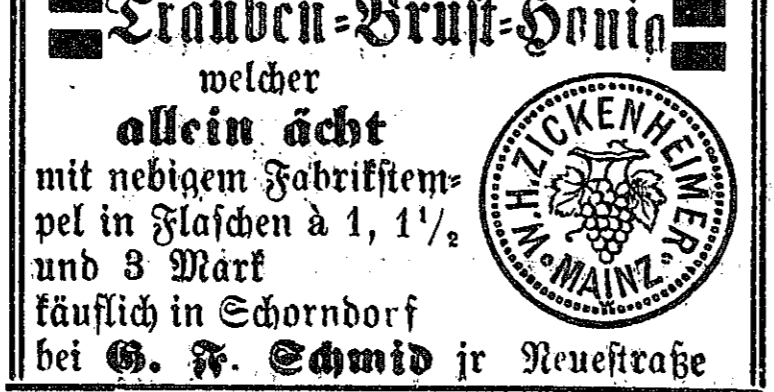 Trauben=Brust=Honig
welcher
allein ächt
mit nebigem Fabrikstem=
pel in Flaschen à 1, 1¹/₂
und 3 Mark
käuflich in Schorndorf
bei G. F. Schmid jr Neuestraße
W. H. ZICKENHEIMER
MAINZ